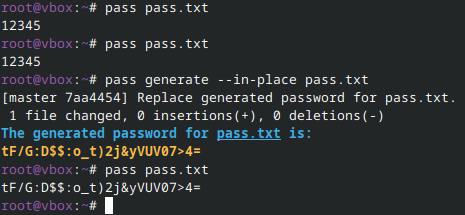 root@vbox:~# pass pass.txt
12345
root@vbox:~# pass pass.txt
12345
root@vbox:~# pass generate --in-place pass.txt
[master 7aa4454] Replace generated password for pass.txt.
 1 file changed, 0 insertions(+), 0 deletions(-)
The generated password for pass.txt is:
tF/G:D$$:o_t)2j&yVUV07>4=
root@vbox:~# pass pass.txt
tF/G:D$$:o_t)2j&yVUV07>4=
root@vbox:~#